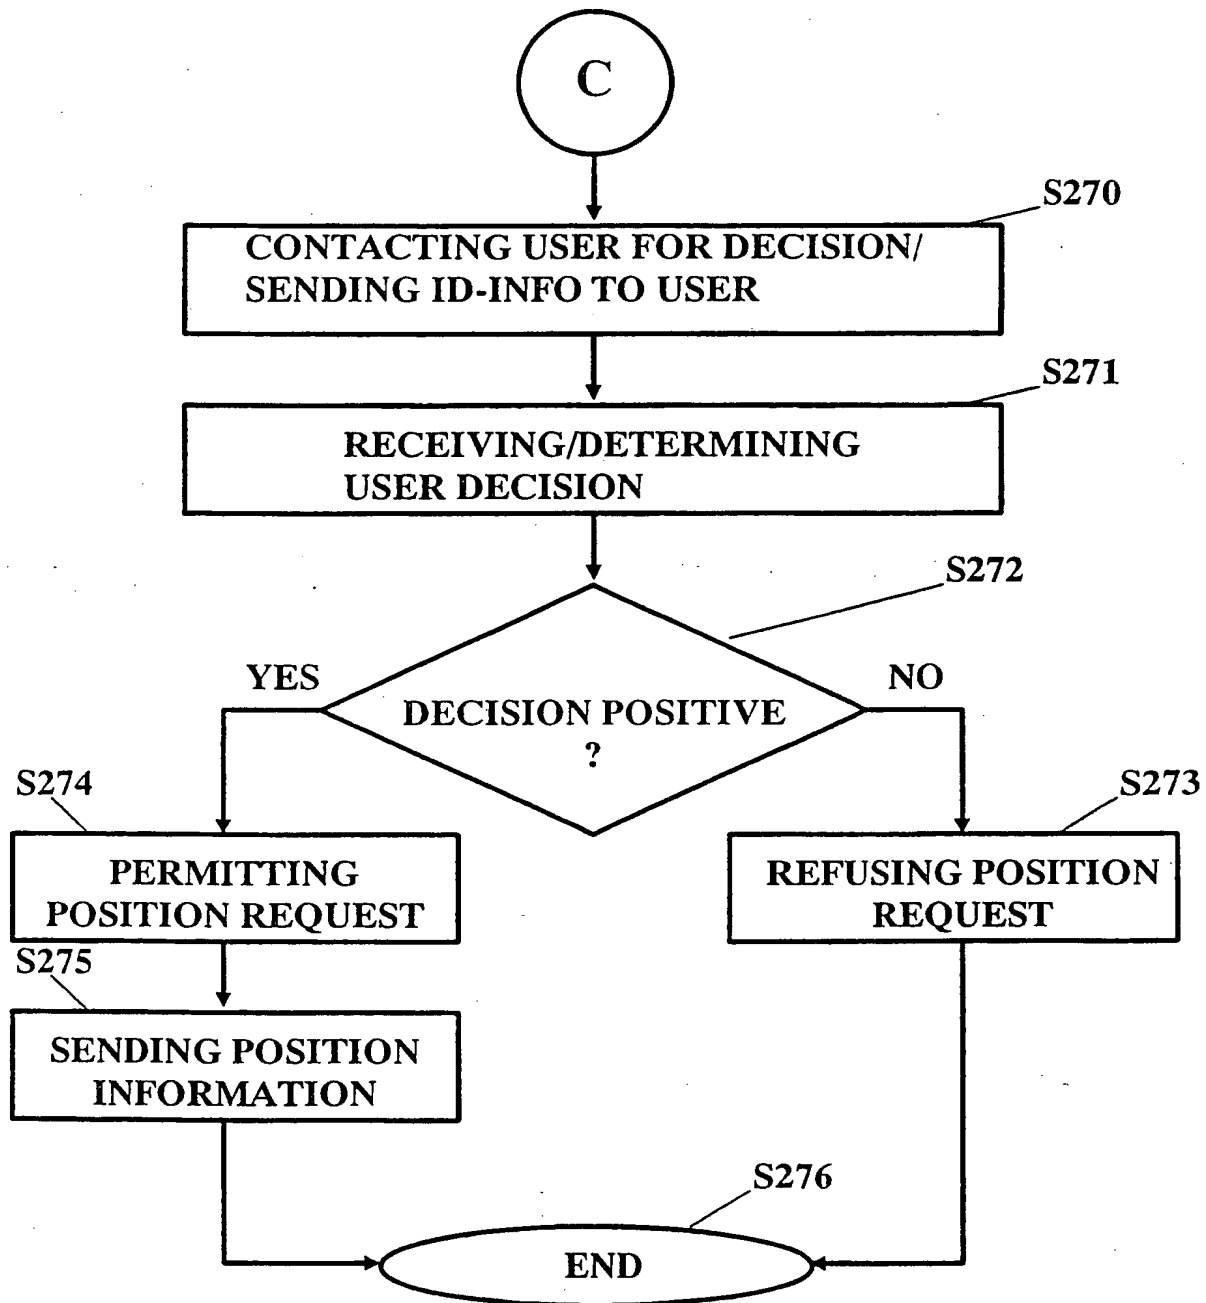 C
S270
CONTACTING USER FOR DECISION/
SENDING ID-INFO TO USER
S271
RECEIVING/DETERMINING
USER DECISION
S272
YES
NO
DECISION POSITIVE
?
S274
S273
PERMITTING
POSITION REQUEST
REFUSING POSITION
REQUEST
S275
SENDING POSITION
INFORMATION
S276
END